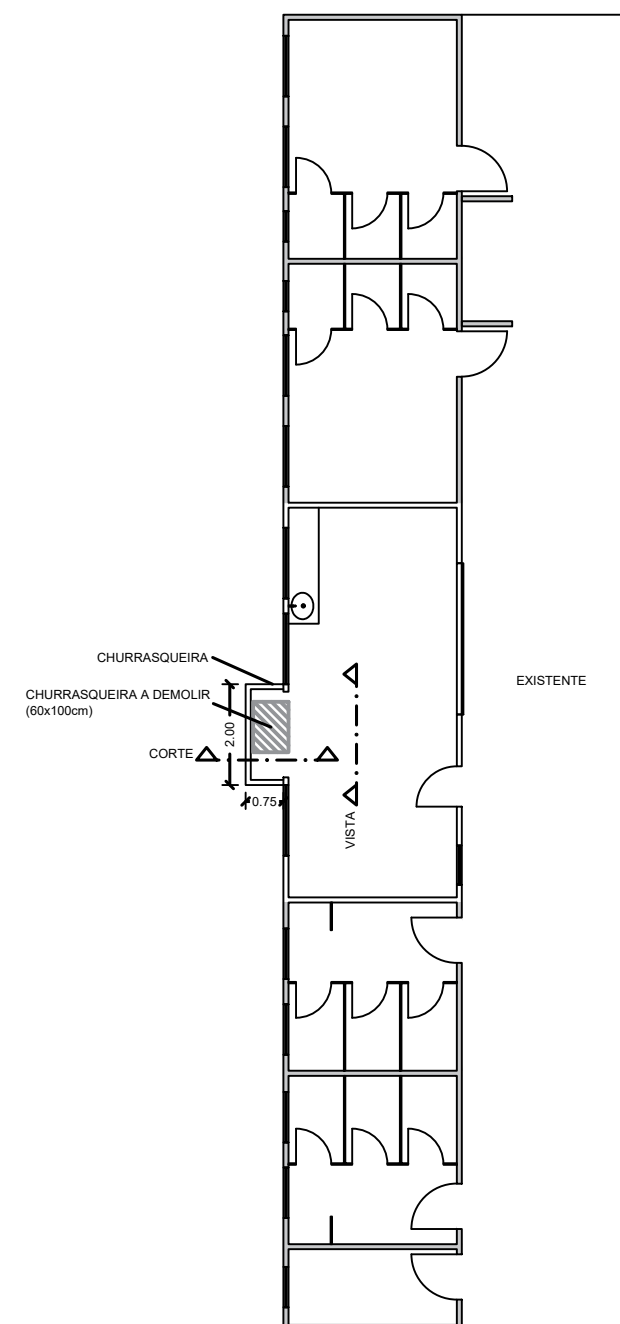 CHURRASQUEIRA
EXISTENTE
CHURRASQUEIRA A DEMOLIR
(60x100cm)
2.00
CORTE
0.75
VISTA